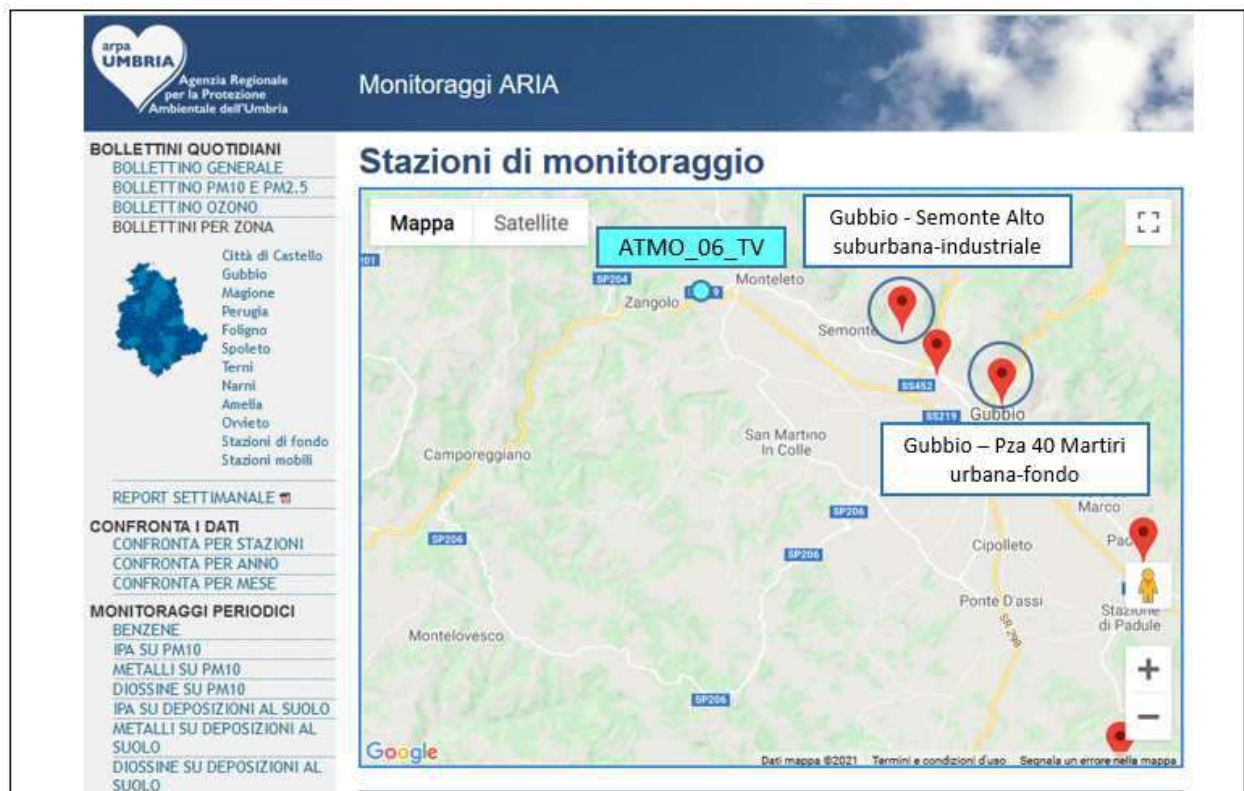 arpa
UMBRIA
Agenzia Regionale
per la Protezione
Ambientale dell'Umbria
Monitoraggi ARIA
BOLLETTINI QUOTIDIANI
BOLLETTINO GENERALE
BOLLETTINO PM10 E PM2.5
BOLLETTINO OZONO
BOLLETTINI PER ZONA
Città di Castello
Gubbio
Magione
Perugia
Foligno
Spoleto
Terni
Narni
Amelia
Orvieto
Stazioni di fondo
Stazioni mobili
REPORT SETTIMANALE
CONFRONTA I DATI
CONFRONTA PER STAZIONI
CONFRONTA PER ANNO
CONFRONTA PER MESE
MONITORAGGI PERIODICI
BENZENE
IPA SU PM10
METALLI SU PM10
DIOSSINE SU PM10
IPA SU DEPOSIZIONI AL SUOLO
METALLI SU DEPOSIZIONI AL
SUOLO
DIOSSINE SU DEPOSIZIONI AL
SUOLO
Stazioni di monitoraggio
Mappa Satellite
ATMO_06_TV
Gubbio - Semonte Alto
suburbana-industriale
SP204
Monteleto
Zangolo
Semonte
SS452
SS219
Gubbio
Gubbio – Pza 40 Martiri
urbana-fondo
San Martino
In Colle
Camporeggiano
Marco
SP206
SP206
Cipolleto
Ponte D'assi
Stazione
di Padule
SR 298
Montelovesco
SP206
Google
Dati mappa ©2021 Termini e condizioni d'uso Segnala un errore nella mappa